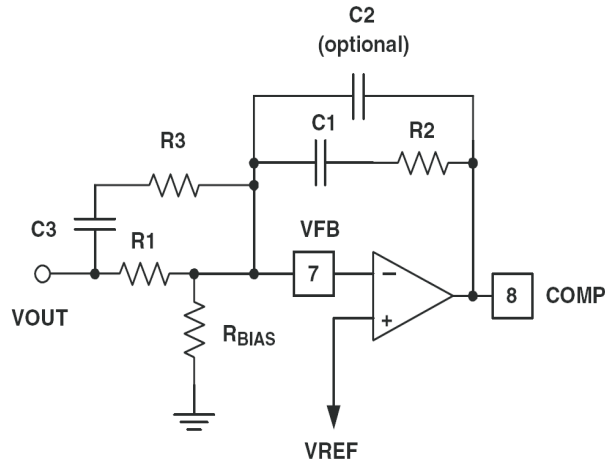 C2
(optional)
C1
R2
R3
C3
R1
VFB
7
8
COMP
VOUT
RBIAS
VREF